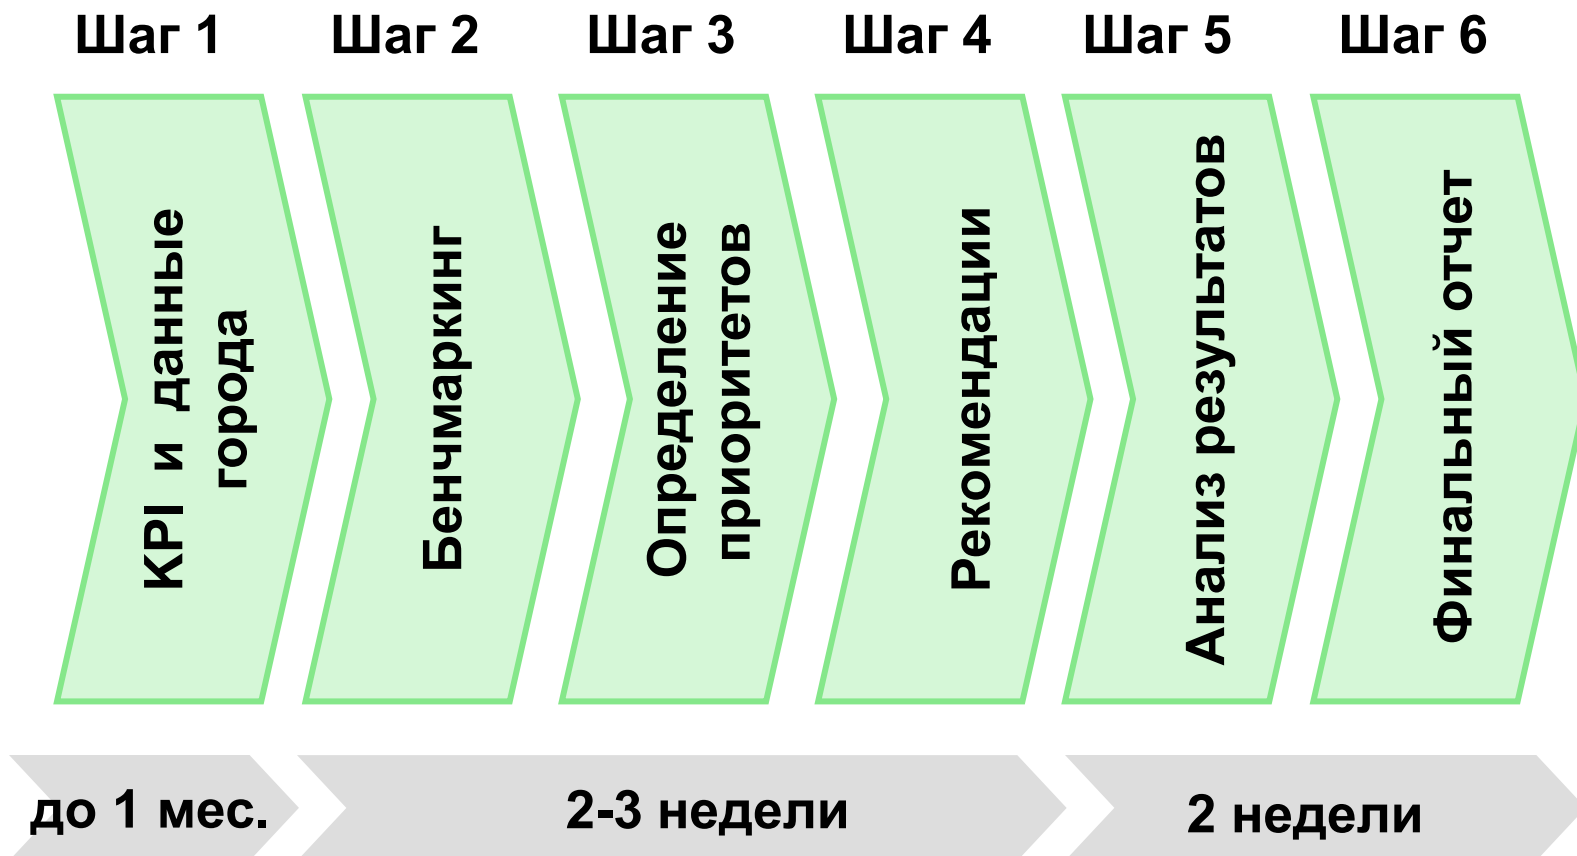 Шаг 1
Шаг 2
Шаг 3
Шаг 4
Шаг 5
Шаг 6
KPI и данные
города
Бенчмаркинг
Определение
приоритетов
Рекомендации
Анализ результатов
Финальный отчет
до 1 мес.
2-3 недели
2 недели